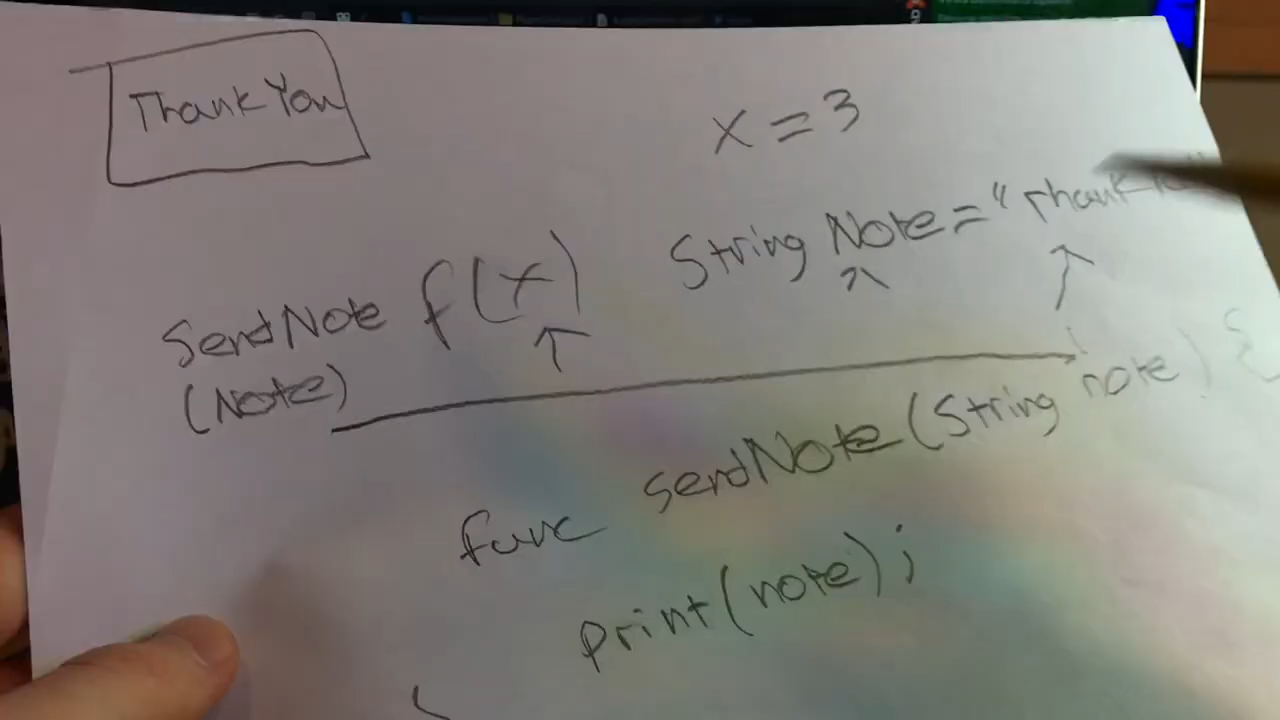 Thank You
x = 3
String Note = "Thank
SendNote f(x)
(Note)
func sendNote(String note) {
print(note);